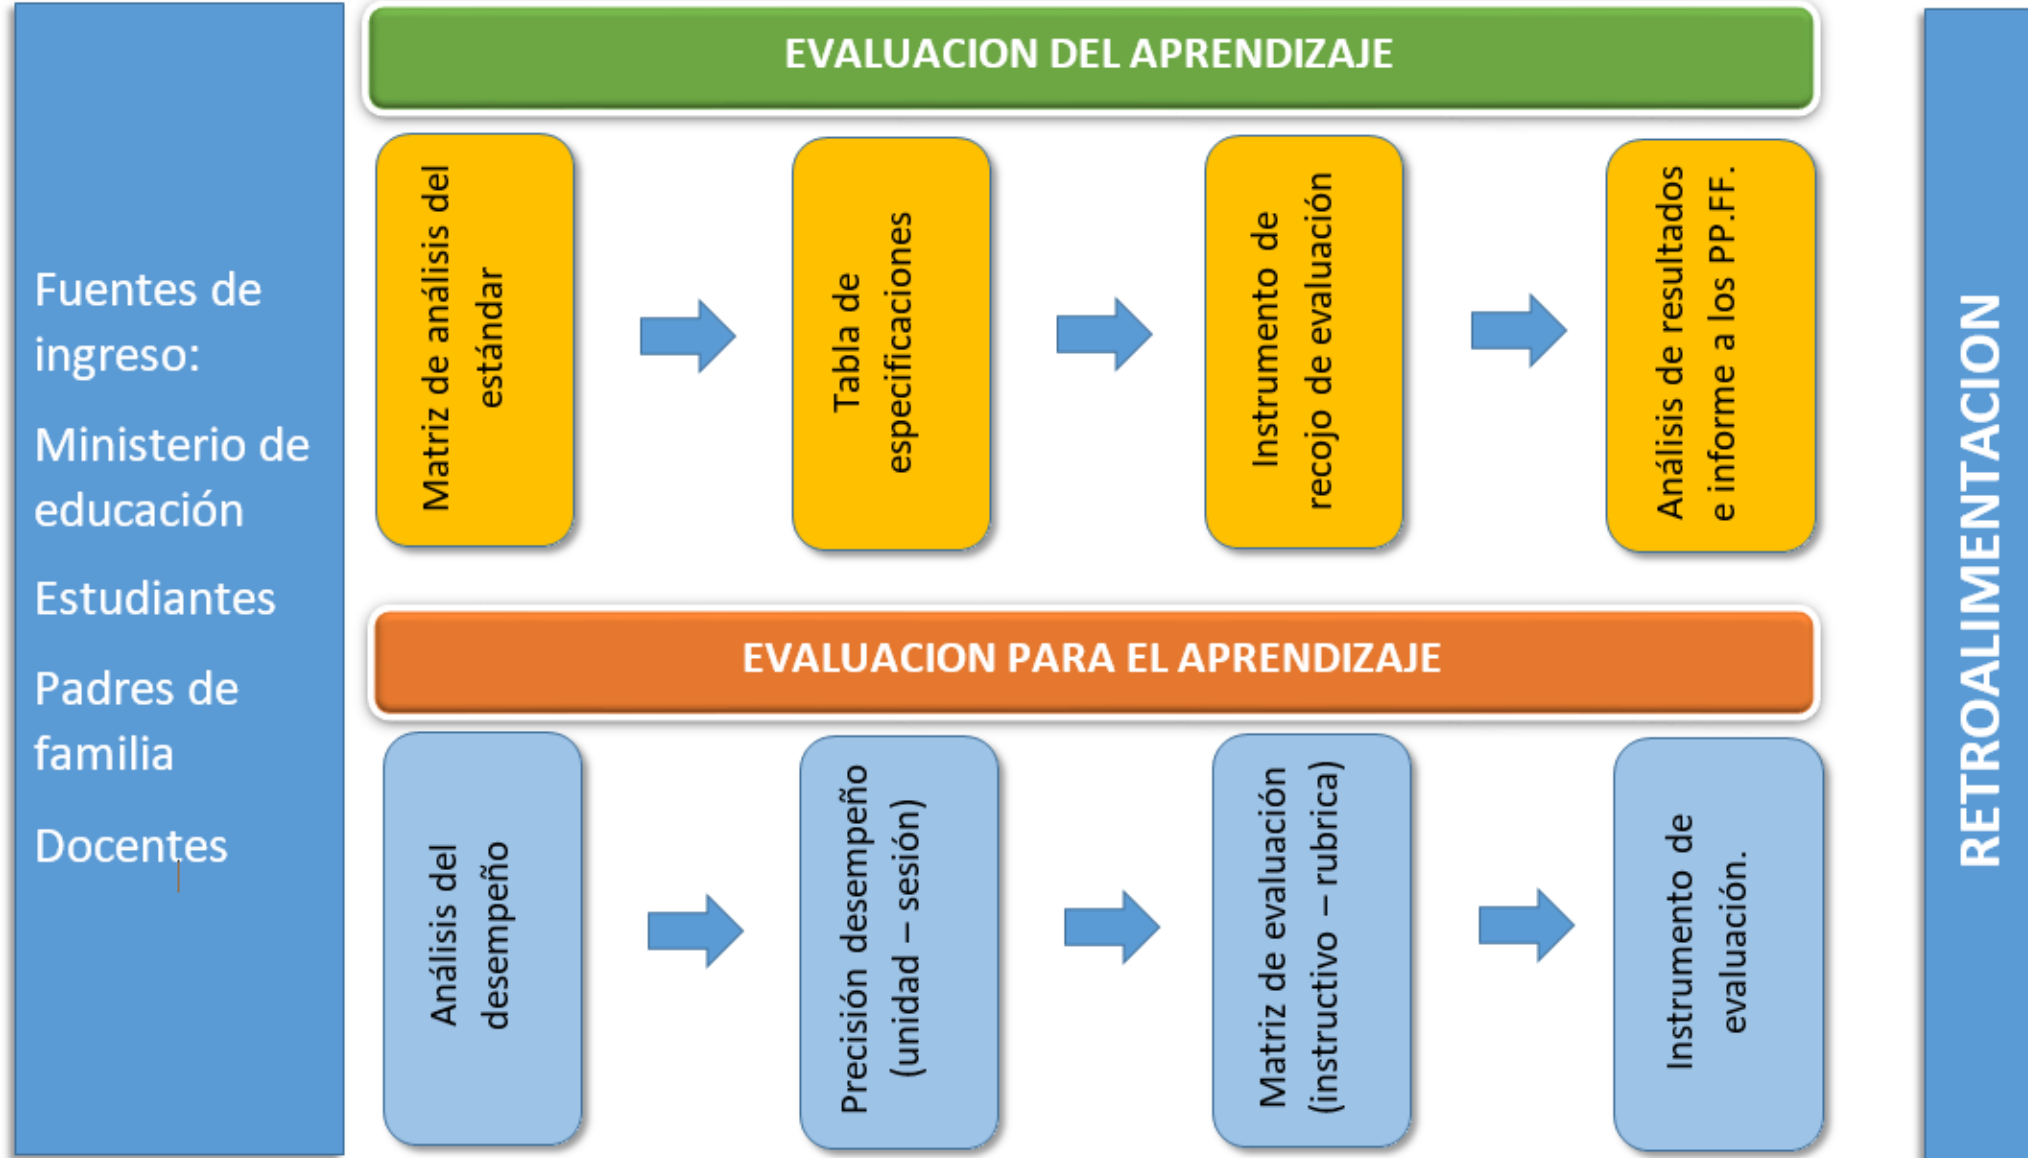 Fuentes de
ingreso:
Ministerio de
educación
Estudiantes
Padres de
familia
Docentes
EVALUACION DEL APRENDIZAJE
Matriz de análisis del
estándar
Tabla de
especificaciones
Instrumento de
recojo de evaluación
Análisis de resultados
e informe a los PP.FF.
EVALUACION PARA EL APRENDIZAJE
Análisis del
desempeño
Precisión desempeño
(unidad – sesión)
Matriz de evaluación
(instructivo – rubrica)
Instrumento de
evaluación.
RETROALIMENTACION